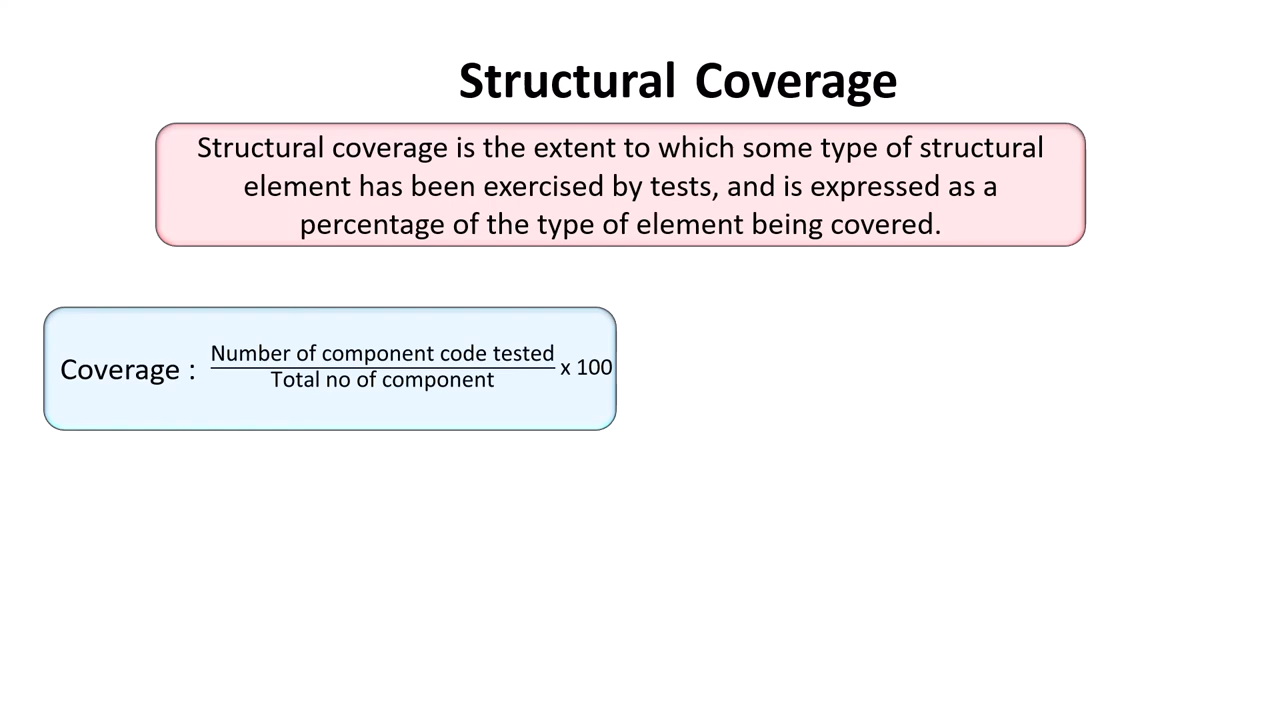 Structural Coverage
Structural coverage is the extent to which some type of structural
element has been exercised by tests, and is expressed as a
percentage of the type of element being covered.
Coverage :
Number of component code tested
Total no of component
x 100